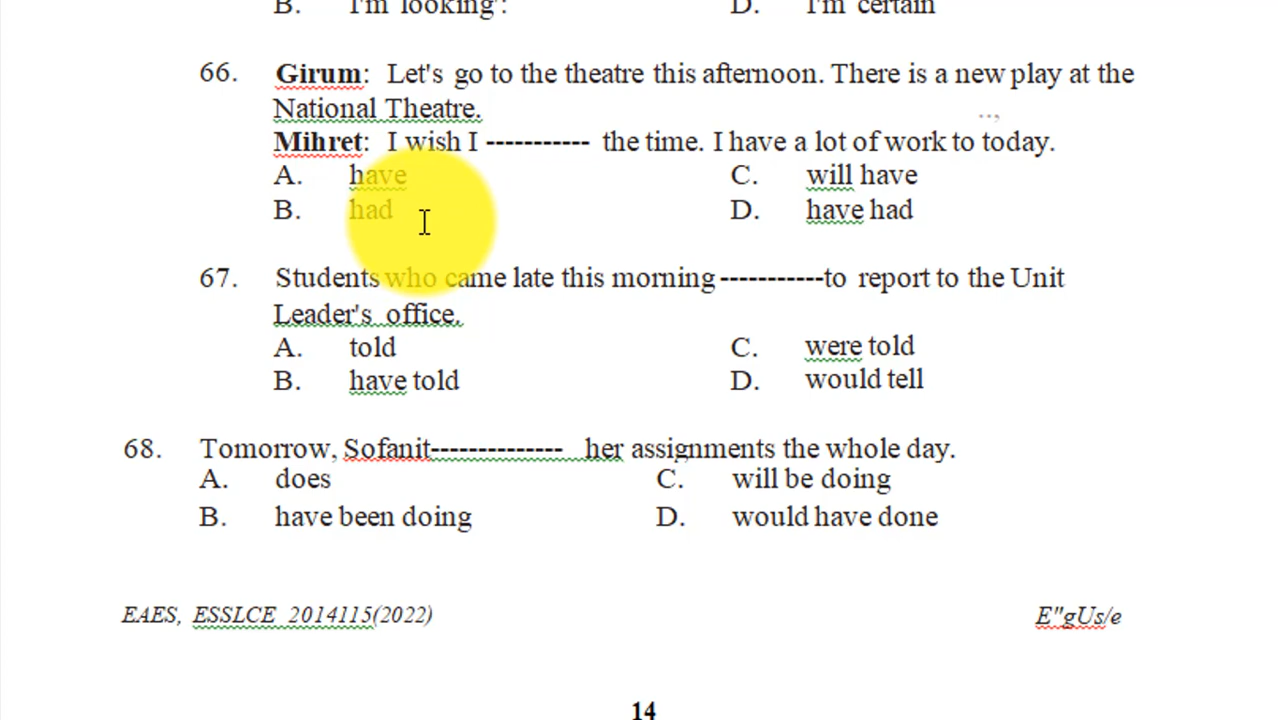 B. I'm looking': D. I'm certain
66. Girum: Let's go to the theatre this afternoon. There is a new play at the
National Theatre.
..,
Mihret: I wish I ----------- the time. I have a lot of work to today.
A. have C. will have
B. had D. have had
67. Students who came late this morning -----------to report to the Unit
Leader's office.
A. told C. were told
B. have told D. would tell
68. Tomorrow, Sofanit-------------- her assignments the whole day.
A. does C. will be doing
B. have been doing D. would have done
EAES, ESSLCE 2014115(2022) E"gUs/e
14